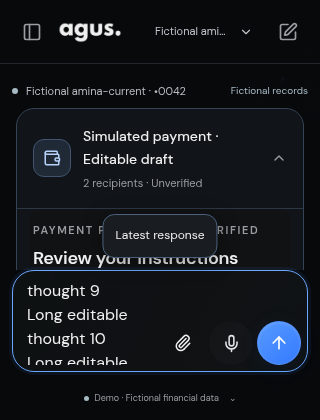 agus.
Fictional ami...
Fictional amina-current · •0042
Fictional records
Simulated payment ·
Editable draft
2 recipients · Unverified
PAYMENT
RIFIED
Latest response
Review your instructions
thought 9
Long editable
thought 10
Long editable
Demo · Fictional financial data